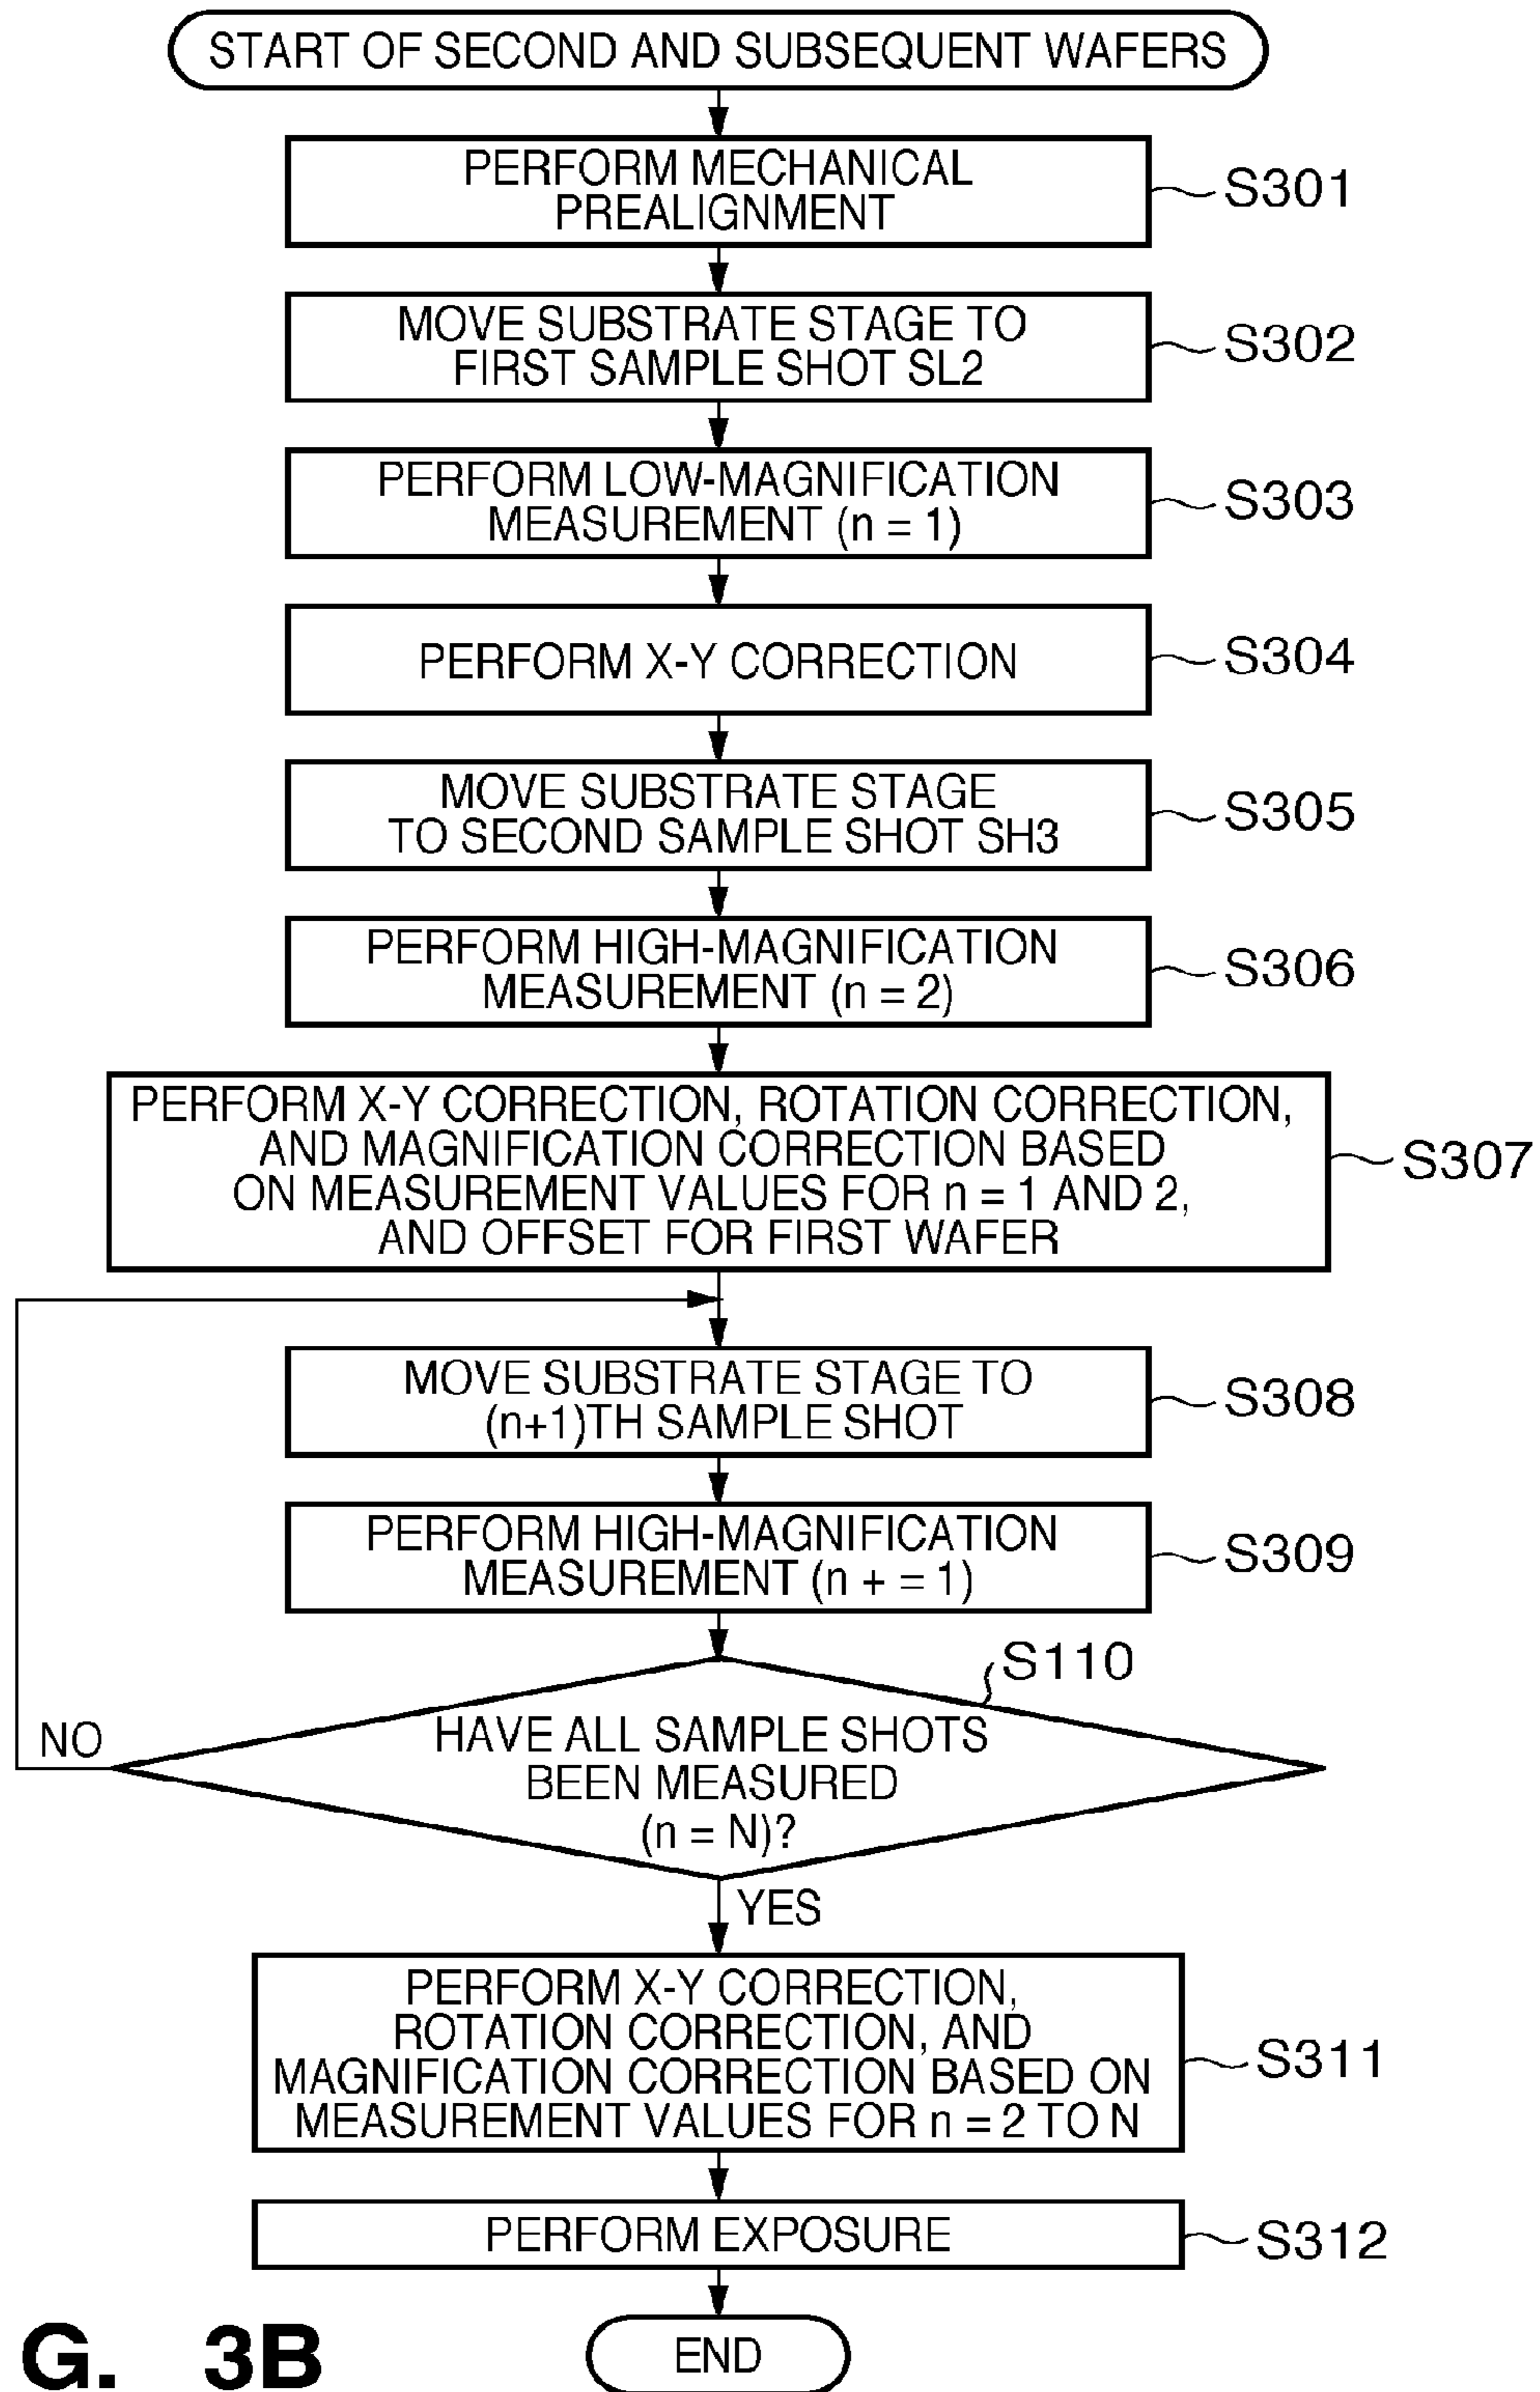 START OF SECOND AND SUBSEQUENT WAFERS
PERFORM MECHANICAL
PREALIGNMENT
S301
MOVE SUBSTRATE STAGE TO
FIRST SAMPLE SHOT SL2
S302
PERFORM LOW-MAGNIFICATION
MEASUREMENT (n = 1)
S303
PERFORM X-Y CORRECTION
S304
MOVE SUBSTRATE STAGE
TO SECOND SAMPLE SHOT SH3
S305
PERFORM HIGH-MAGNIFICATION
MEASUREMENT (n = 2)
S306
PERFORM X-Y CORRECTION, ROTATION CORRECTION,
AND MAGNIFICATION CORRECTION BASED
ON MEASUREMENT VALUES FOR n = 1 AND 2,
AND OFFSET FOR FIRST WAFER
S307
MOVE SUBSTRATE STAGE TO
(n+1)TH SAMPLE SHOT
S308
PERFORM HIGH-MAGNIFICATION
MEASUREMENT (n + = 1)
S309
S110
HAVE ALL SAMPLE SHOTS
BEEN MEASURED
(n = N)?
NO
YES
PERFORM X-Y CORRECTION,
ROTATION CORRECTION, AND
MAGNIFICATION CORRECTION BASED ON
MEASUREMENT VALUES FOR n = 2 TO N
S311
PERFORM EXPOSURE
S312
END
G. 3B